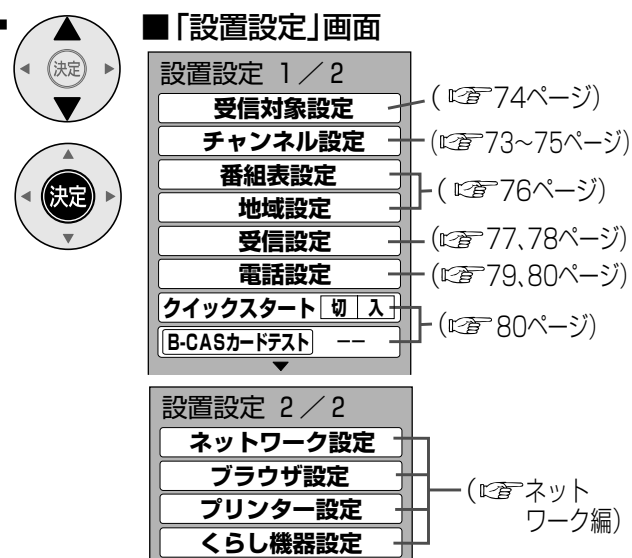 ■「設置設定」画面
決定
決定
設置設定 1／2
受信対象設定
(☞74ページ)
チャンネル設定
(☞73~75ページ)
番組表設定
地域設定
(☞76ページ)
受信設定
(☞77、78ページ)
電話設定
(☞79、80ページ)
クイックスタート 切 入
B-CASカードテスト −−
(☞80ページ)
設置設定 2／2
ネットワーク設定
ブラウザ設定
プリンター設定
くらし機器設定
(☞ネット
ワーク編)